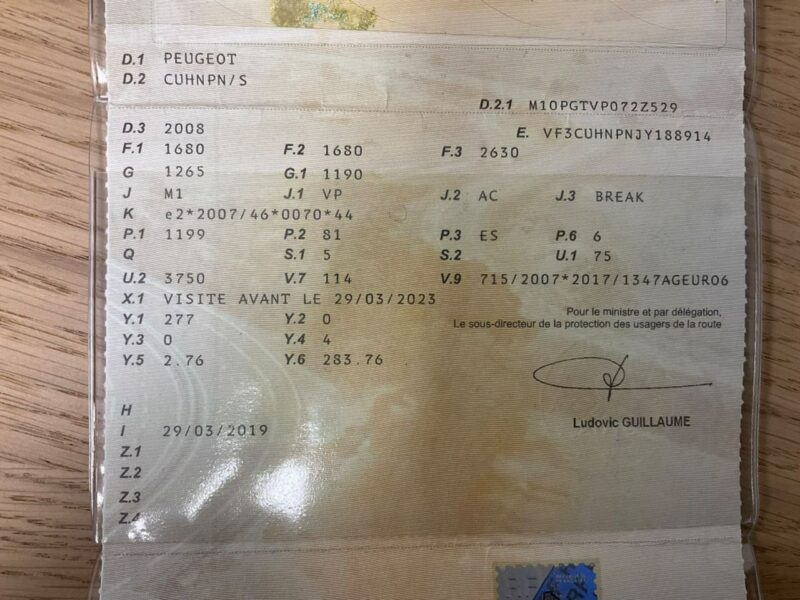 D.1 PEUGEOT
D.2 CUHNPN/S
D.2.1 M10PGTVP072Z529
D.3 2008 E. VF3CUHNPNJY188914
F.1 1680 F.2 1680 F.3 2630
G 1265 G.1 1190
J M1 J.1 VP J.2 AC J.3 BREAK
K e2*2007/46*0070*44
P.1 1199 P.2 81 P.3 ES P.6 6
Q S.1 5 S.2 U.1 75
U.2 3750 V.7 114 V.9 715/2007*2017/1347AGEURO6
X.1 VISITE AVANT LE 29/03/2023
Y.1 277 Y.2 0
Pour le ministre et par délégation,
Le sous-directeur de la protection des usagers de la route
Y.3 0 Y.4 4
Y.5 2.76 Y.6 283.76
H
Ludovic GUILLAUME
I 29/03/2019
Z.1
Z.2
Z.3
Z.4